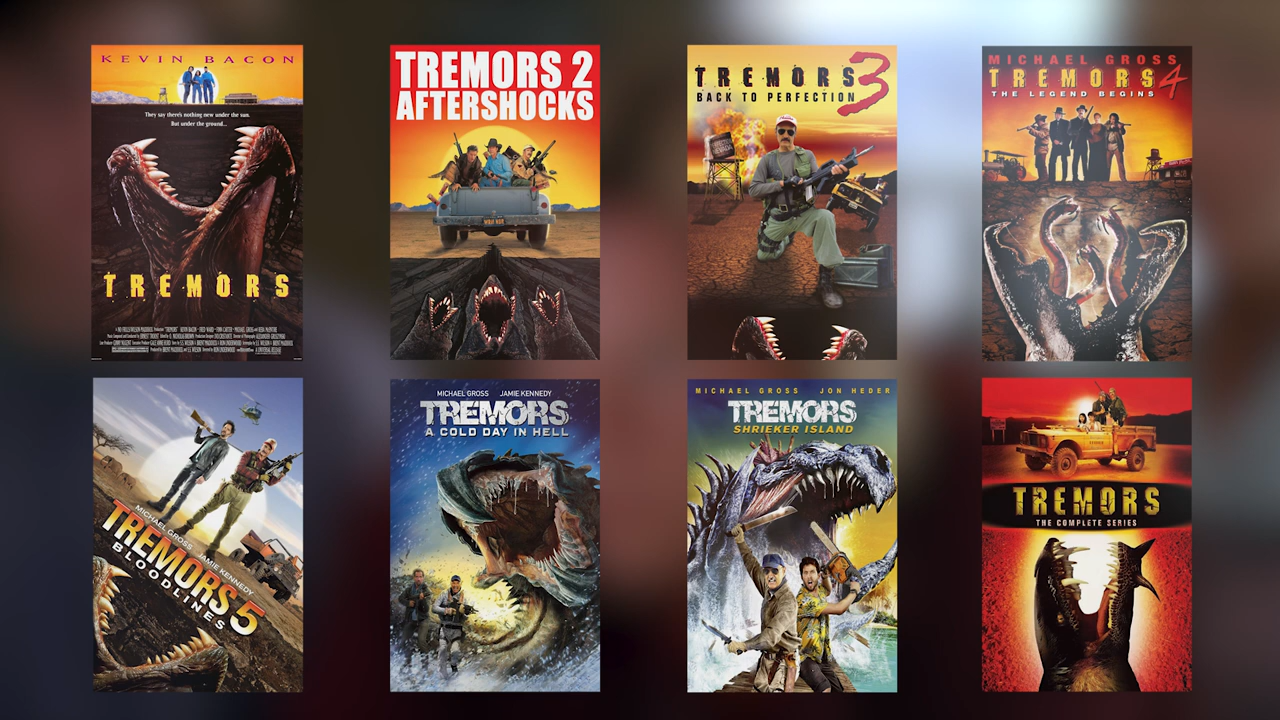 KEVIN BACON
They say there's nothing new under the sun.
But under the ground...
TREMORS
TREMORS 2
AFTERSHOCKS
TREMORS 3
BACK TO PERFECTION
MICHAEL GROSS
TREMORS 4
THE LEGEND BEGINS
MICHAEL GROSS JAMIE KENNEDY
TREMORS 5
BLOODLINES
MICHAEL GROSS JAMIE KENNEDY
TREMORS
A COLD DAY IN HELL
MICHAEL GROSS JON HEDER
TREMORS
SHRIEKER ISLAND
TREMORS
THE COMPLETE SERIES